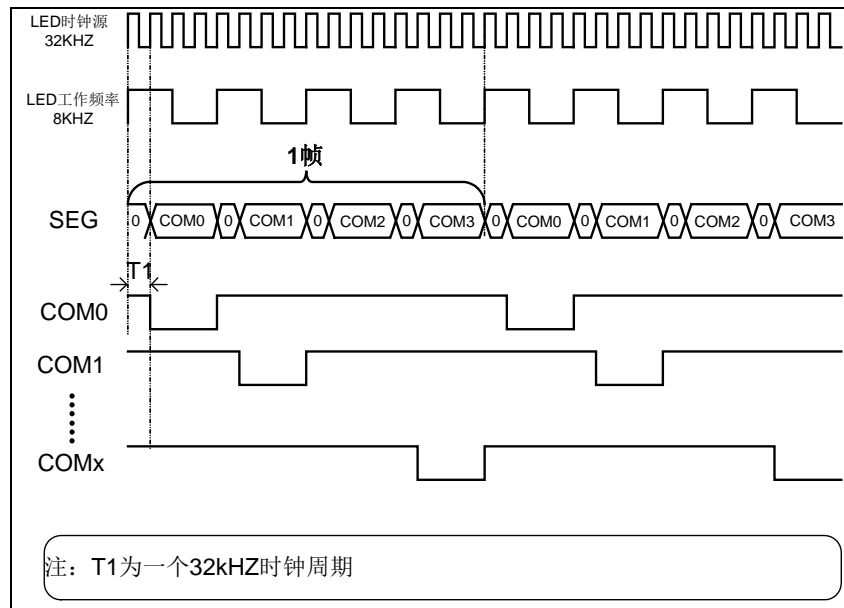 LED时钟源
32KHZ
LED工作频率
8KHZ
1帧
SEG 0 COM0 0 COM1 0 COM2 0 COM3 0 COM0 0 COM1 0 COM2 0 COM3
T1
COM0
COM1
COMx
注：T1为一个32kHZ时钟周期